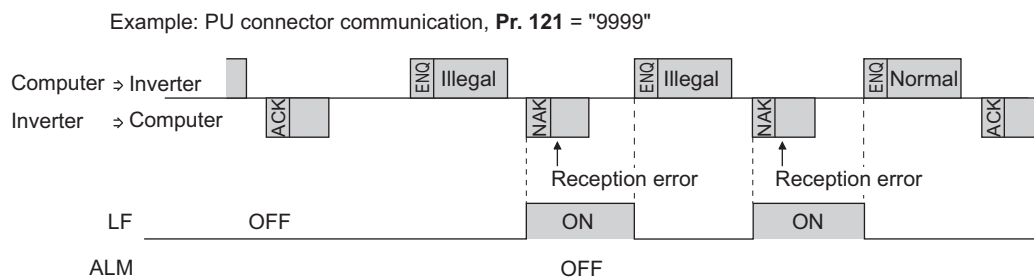 Example: PU connector communication, Pr. 121 = "9999"
Computer ⇒ Inverter
ENQ Illegal ENQ Illegal ENQ Normal
Inverter ⇒ Computer
ACK NAK NAK ACK
Reception error Reception error
LF OFF ON ON
ALM OFF